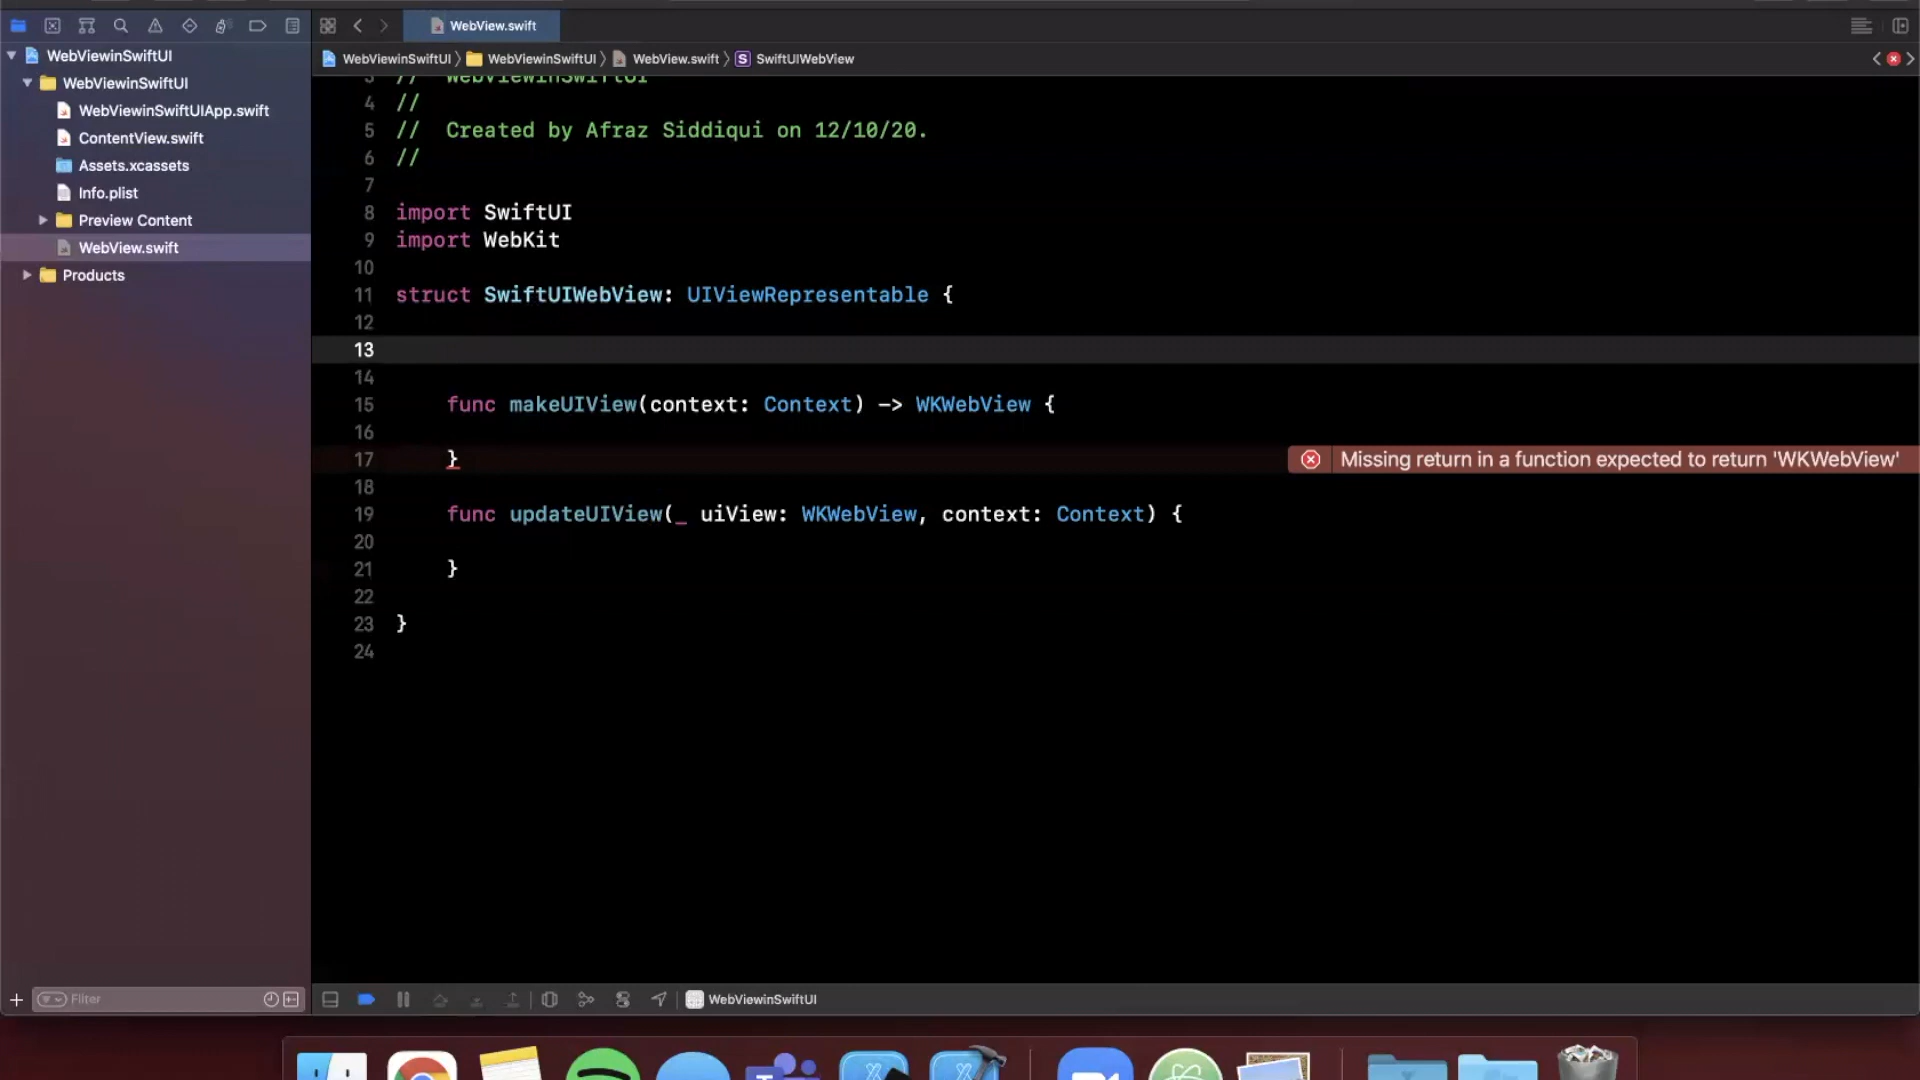 WebView.swift
WebViewinSwiftUI
WebViewinSwiftUI
WebViewinSwiftUIApp.swift
ContentView.swift
Assets.xcassets
Info.plist
Preview Content
WebView.swift
Products
WebViewinSwiftUI 〉 WebViewinSwiftUI 〉 WebView.swift 〉 S SwiftUIWebView
3 //  WebViewinSwiftUI
4 //
5 //  Created by Afraz Siddiqui on 12/10/20.
6 //
7
8 import SwiftUI
9 import WebKit
10
11 struct SwiftUIWebView: UIViewRepresentable {
12
13
14
15     func makeUIView(context: Context) -> WKWebView {
16
17     }
Missing return in a function expected to return 'WKWebView'
18
19     func updateUIView(_ uiView: WKWebView, context: Context) {
20
21     }
22
23 }
24
Filter
WebViewinSwiftUI